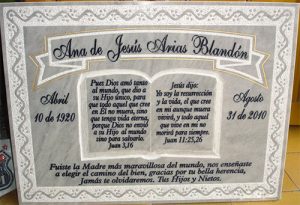 Ana de Jesús Arias Blandón
Abril
10 de 1920
Pues Dios amó tanto
al mundo, que dio a
su Hijo único, para
que todo aquel que cree
en Él no muera, sino
que tenga vida eterna,
porque Dios no envió
a su Hijo al mundo
sino para salvarlo.
Juan 3,16
Jesús dijo:
Yo soy la resurrección
y la vida, el que cree
en mi aunque muera
vivirá, y todo aquel
que vive en mi no
morirá para siempre.
Juan 11:25,26
Agosto
31 de 2010
Fuiste la Madre más maravillosa del mundo, nos enseñaste
a elegir el camino del bien, gracias por tu bella herencia,
Jamás te olvidaremos. Tus Hijos y Nietos.